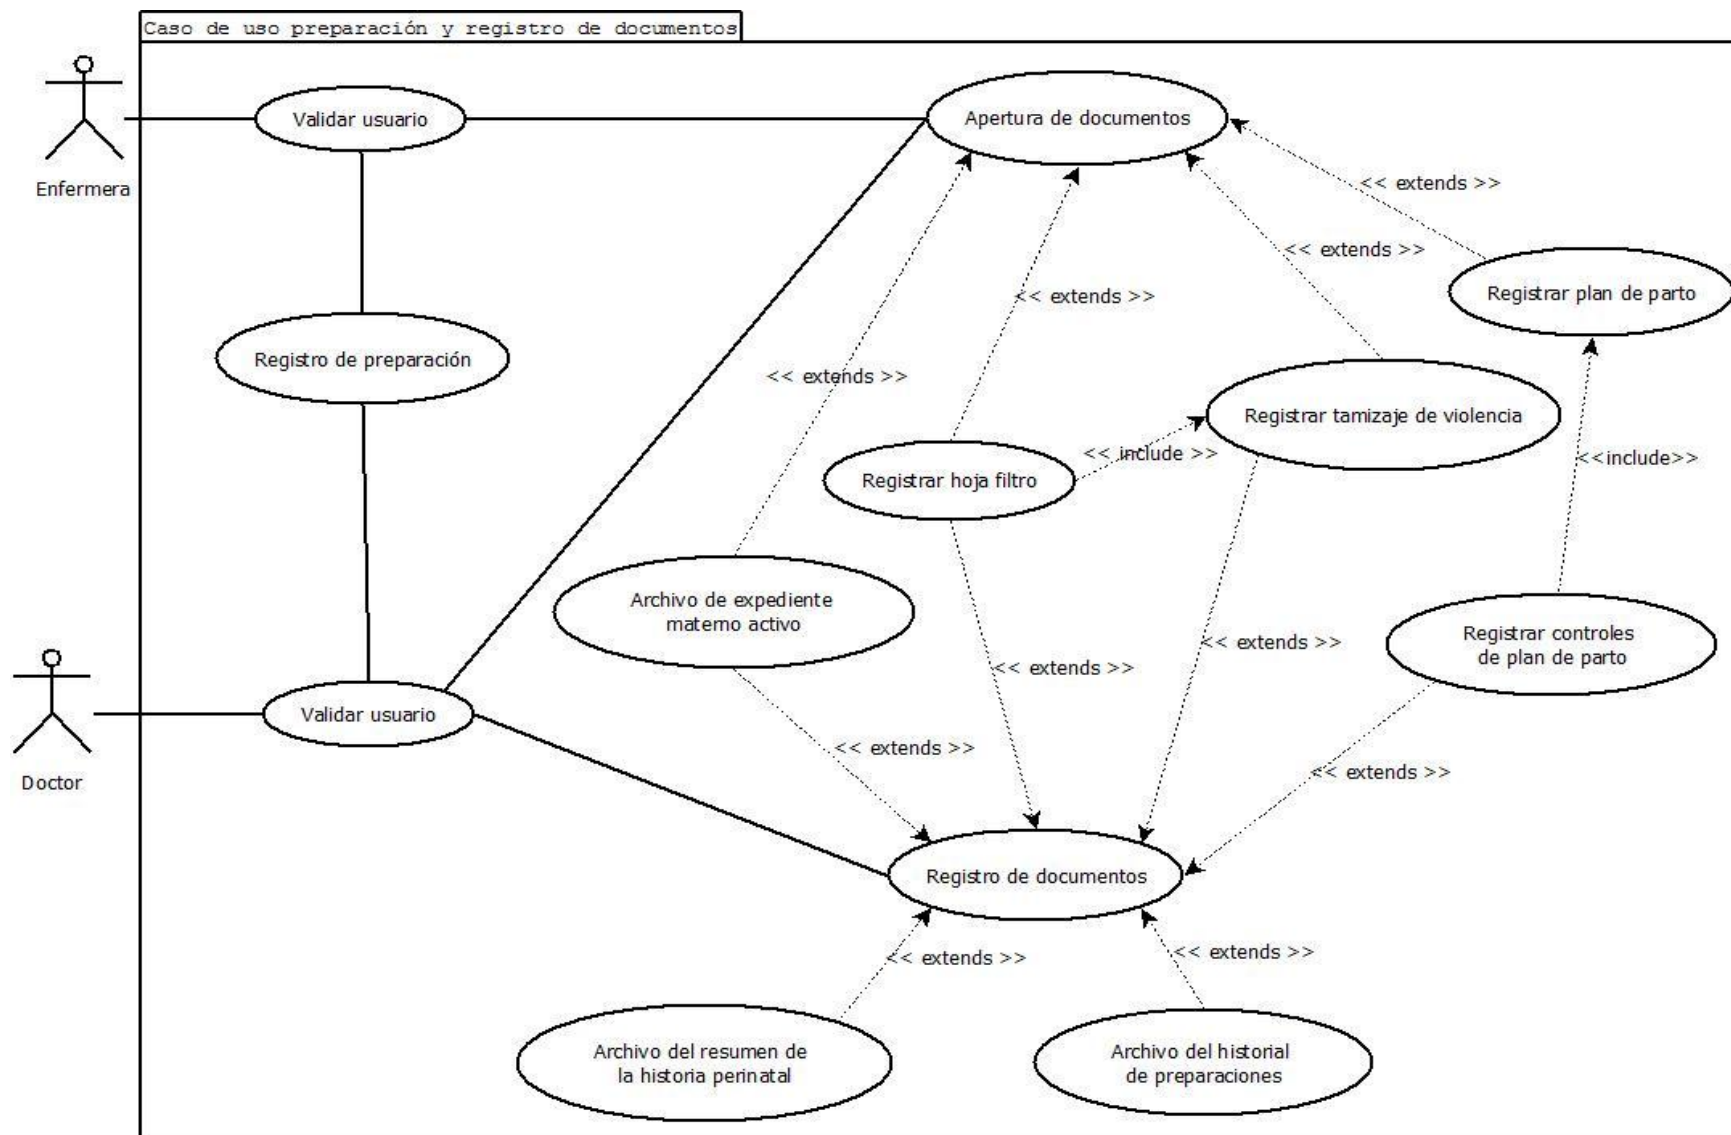 Caso de uso preparación y registro de documentos
Validar usuario
Apertura de documentos
Enfermera
<< extends >>
<< extends >>
<< extends >>
Registrar plan de parto
Registro de preparación
<< extends >>
Registrar tamizaje de violencia
<< include >>
<<include>>
Registrar hoja filtro
Archivo de expediente
materno activo
Registrar controles
de plan de parto
<< extends >>
<< extends >>
Validar usuario
Doctor
<< extends >>
<< extends >>
Registro de documentos
<< extends >>
<< extends >>
Archivo del resumen de
la historia perinatal
Archivo del historial
de preparaciones